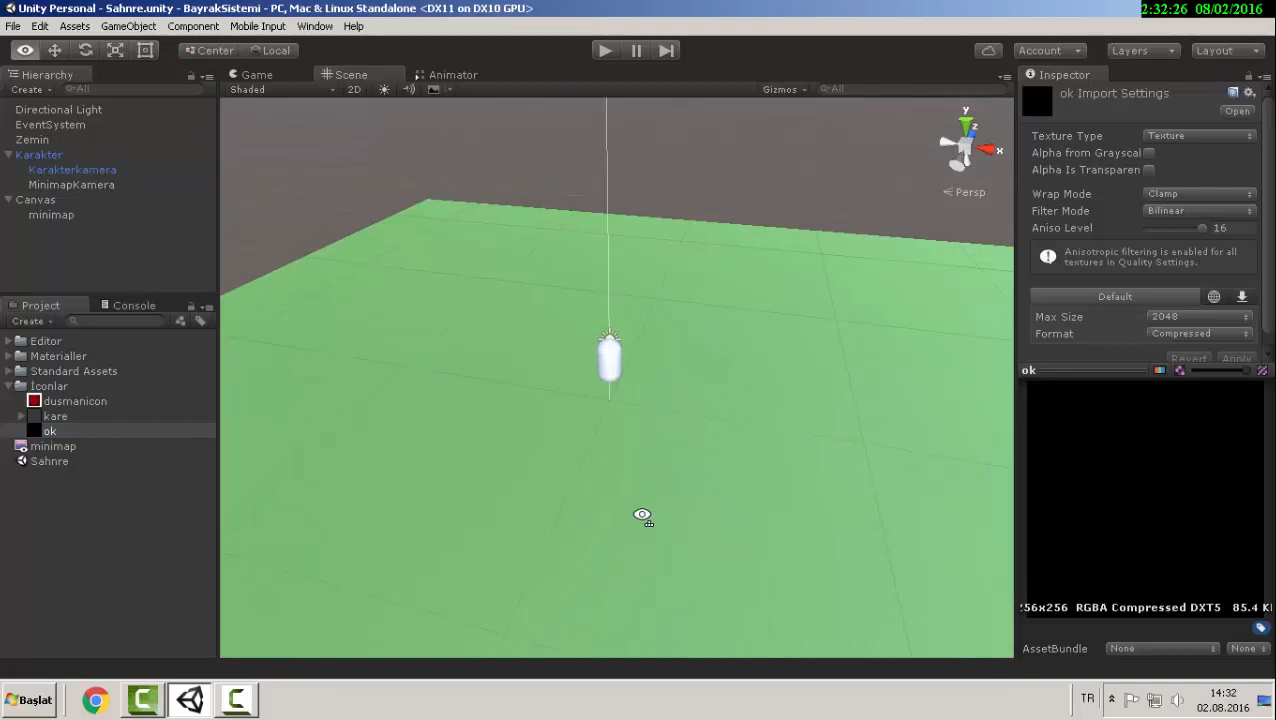 Unity Personal - Sahnre.unity - BayrakSistemi - PC, Mac & Linux Standalone <DX11 on DX10 GPU>
2:32:26 08/02/2016
File Edit Assets GameObject Component Mobile Input Window Help
Center Local Account Layers Layout
Hierarchy Game Scene Animator Inspector
Create All Shaded 2D Gizmos All
ok Import Settings
Open
Directional Light
EventSystem
Zemin
Karakter
Karakterkamera
MinimapKamera
Canvas
minimap
y
z
x
Persp
Texture Type Texture
Alpha from Grayscal
Alpha Is Transparen
Wrap Mode Clamp
Filter Mode Bilinear
Aniso Level 16
Anisotropic filtering is enabled for all
textures in Quality Settings.
Default
Max Size 2048
Format Compressed
Revert Apply
Project Console
Create
Editor
Materialler
Standard Assets
İconlar
dusmanicon
kare
ok
minimap
Sahnre
ok
256x256 RGBA Compressed DXT5 85.4 K
AssetBundle None None
Başlat
TR
14:32
02.08.2016